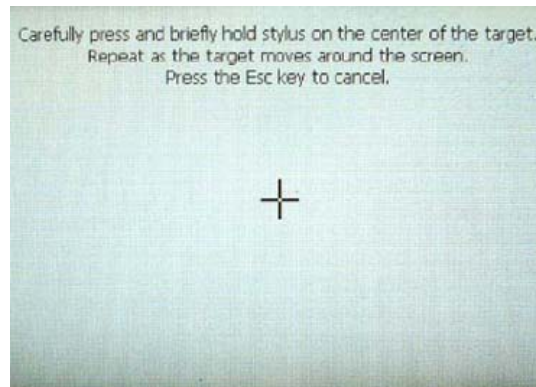 Carefully press and briefly hold stylus on the center of the target.
Repeat as the target moves around the screen.
Press the Esc key to cancel.